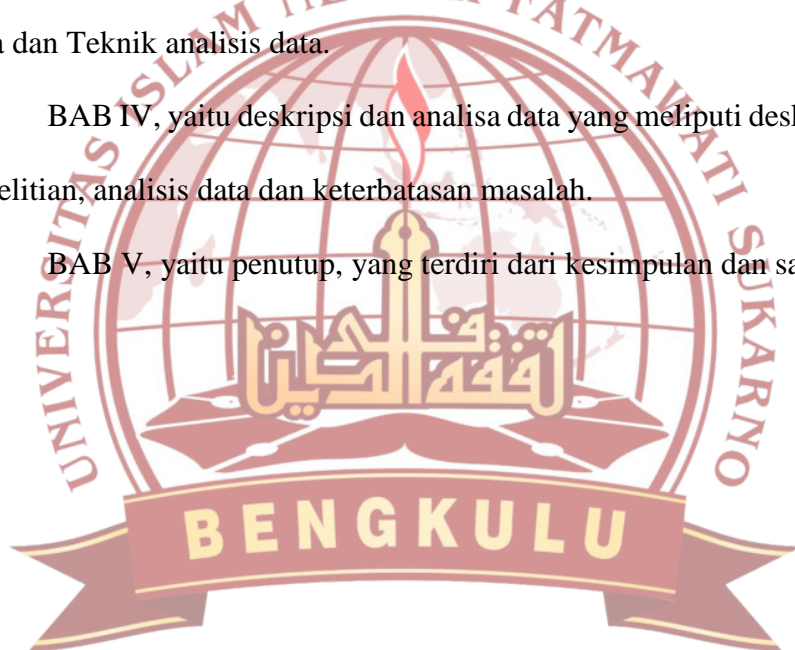 a dan Teknik analisis data.
BAB IV, yaitu deskripsi dan analisa data yang meliputi desk
elitian, analisis data dan keterbatasan masalah.
BAB V, yaitu penutup, yang terdiri dari kesimpulan dan sa
UNIVERSITAS ISLAM FATMAWATI SUKARNO
BENGKULU